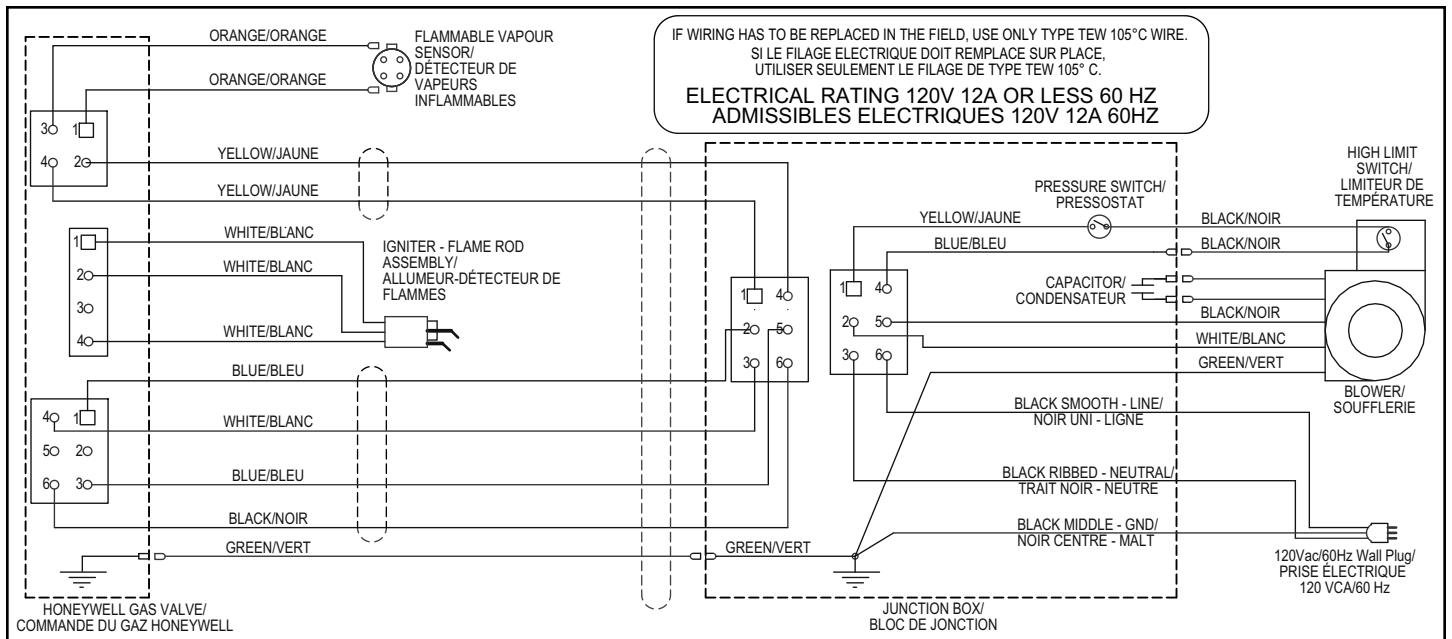 ORANGE/ORANGE
ORANGE/ORANGE
FLAMMABLE VAPOUR
SENSOR/
DÉTECTEUR DE
VAPEURS
INFLAMMABLES
IF WIRING HAS TO BE REPLACED IN THE FIELD, USE ONLY TYPE TEW 105°C WIRE.
SI LE FILAGE ELECTRIQUE DOIT REMPLACE SUR PLACE,
UTILISER SEULEMENT LE FILAGE DE TYPE TEW 105° C.
ELECTRICAL RATING 120V 12A OR LESS 60 HZ
ADMISSIBLES ELECTRIQUES 120V 12A 60HZ
3 1
4 2
YELLOW/JAUNE
YELLOW/JAUNE
1
2
3
4
WHITE/BLANC
WHITE/BLANC
WHITE/BLANC
IGNITER - FLAME ROD
ASSEMBLY/
ALLUMEUR-DÉTECTEUR DE
FLAMMES
4 1
5 2
6 3
BLUE/BLEU
WHITE/BLANC
BLUE/BLEU
BLACK/NOIR
GREEN/VERT
HONEYWELL GAS VALVE/
COMMANDE DU GAZ HONEYWELL
1 4
2 5
3 6
1 4
2 5
3 6
YELLOW/JAUNE
BLUE/BLEU
PRESSURE SWITCH/
PRESSOSTAT
CAPACITOR/
CONDENSATEUR
HIGH LIMIT
SWITCH/
LIMITEUR DE
TEMPÉRATURE
BLACK/NOIR
BLACK/NOIR
BLACK/NOIR
WHITE/BLANC
GREEN/VERT
BLOWER/
SOUFFLERIE
BLACK SMOOTH - LINE/
NOIR UNI - LIGNE
BLACK RIBBED - NEUTRAL/
TRAIT NOIR - NEUTRE
BLACK MIDDLE - GND/
NOIR CENTRE - MALT
GREEN/VERT
120Vac/60Hz Wall Plug/
PRISE ÉLECTRIQUE
120 VCA/60 Hz
JUNCTION BOX/
BLOC DE JONCTION